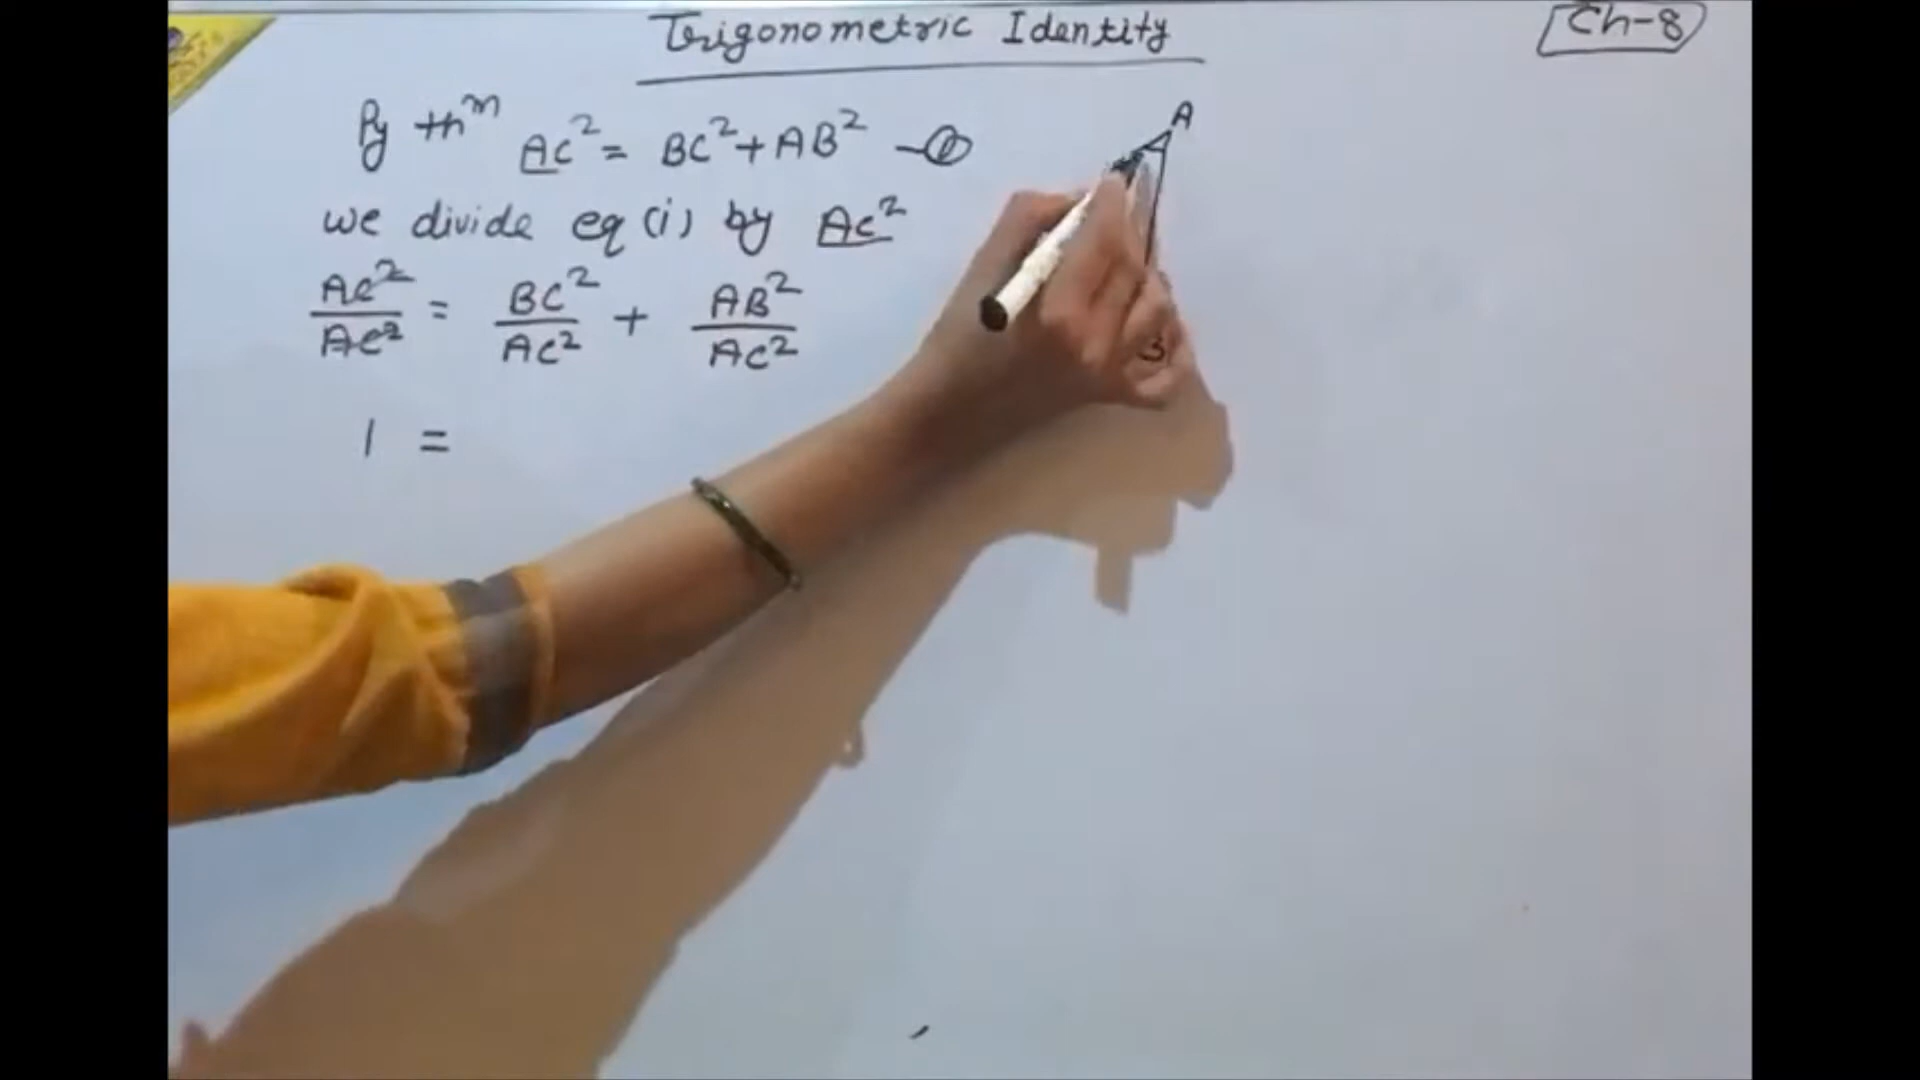 Trigonometric Identity
Ch-8
Py thᵐ AC² = BC² + AB² —①
A
we divide eq (i) by AC²
AC²/AC² = BC²/AC² + AB²/AC²
1 =